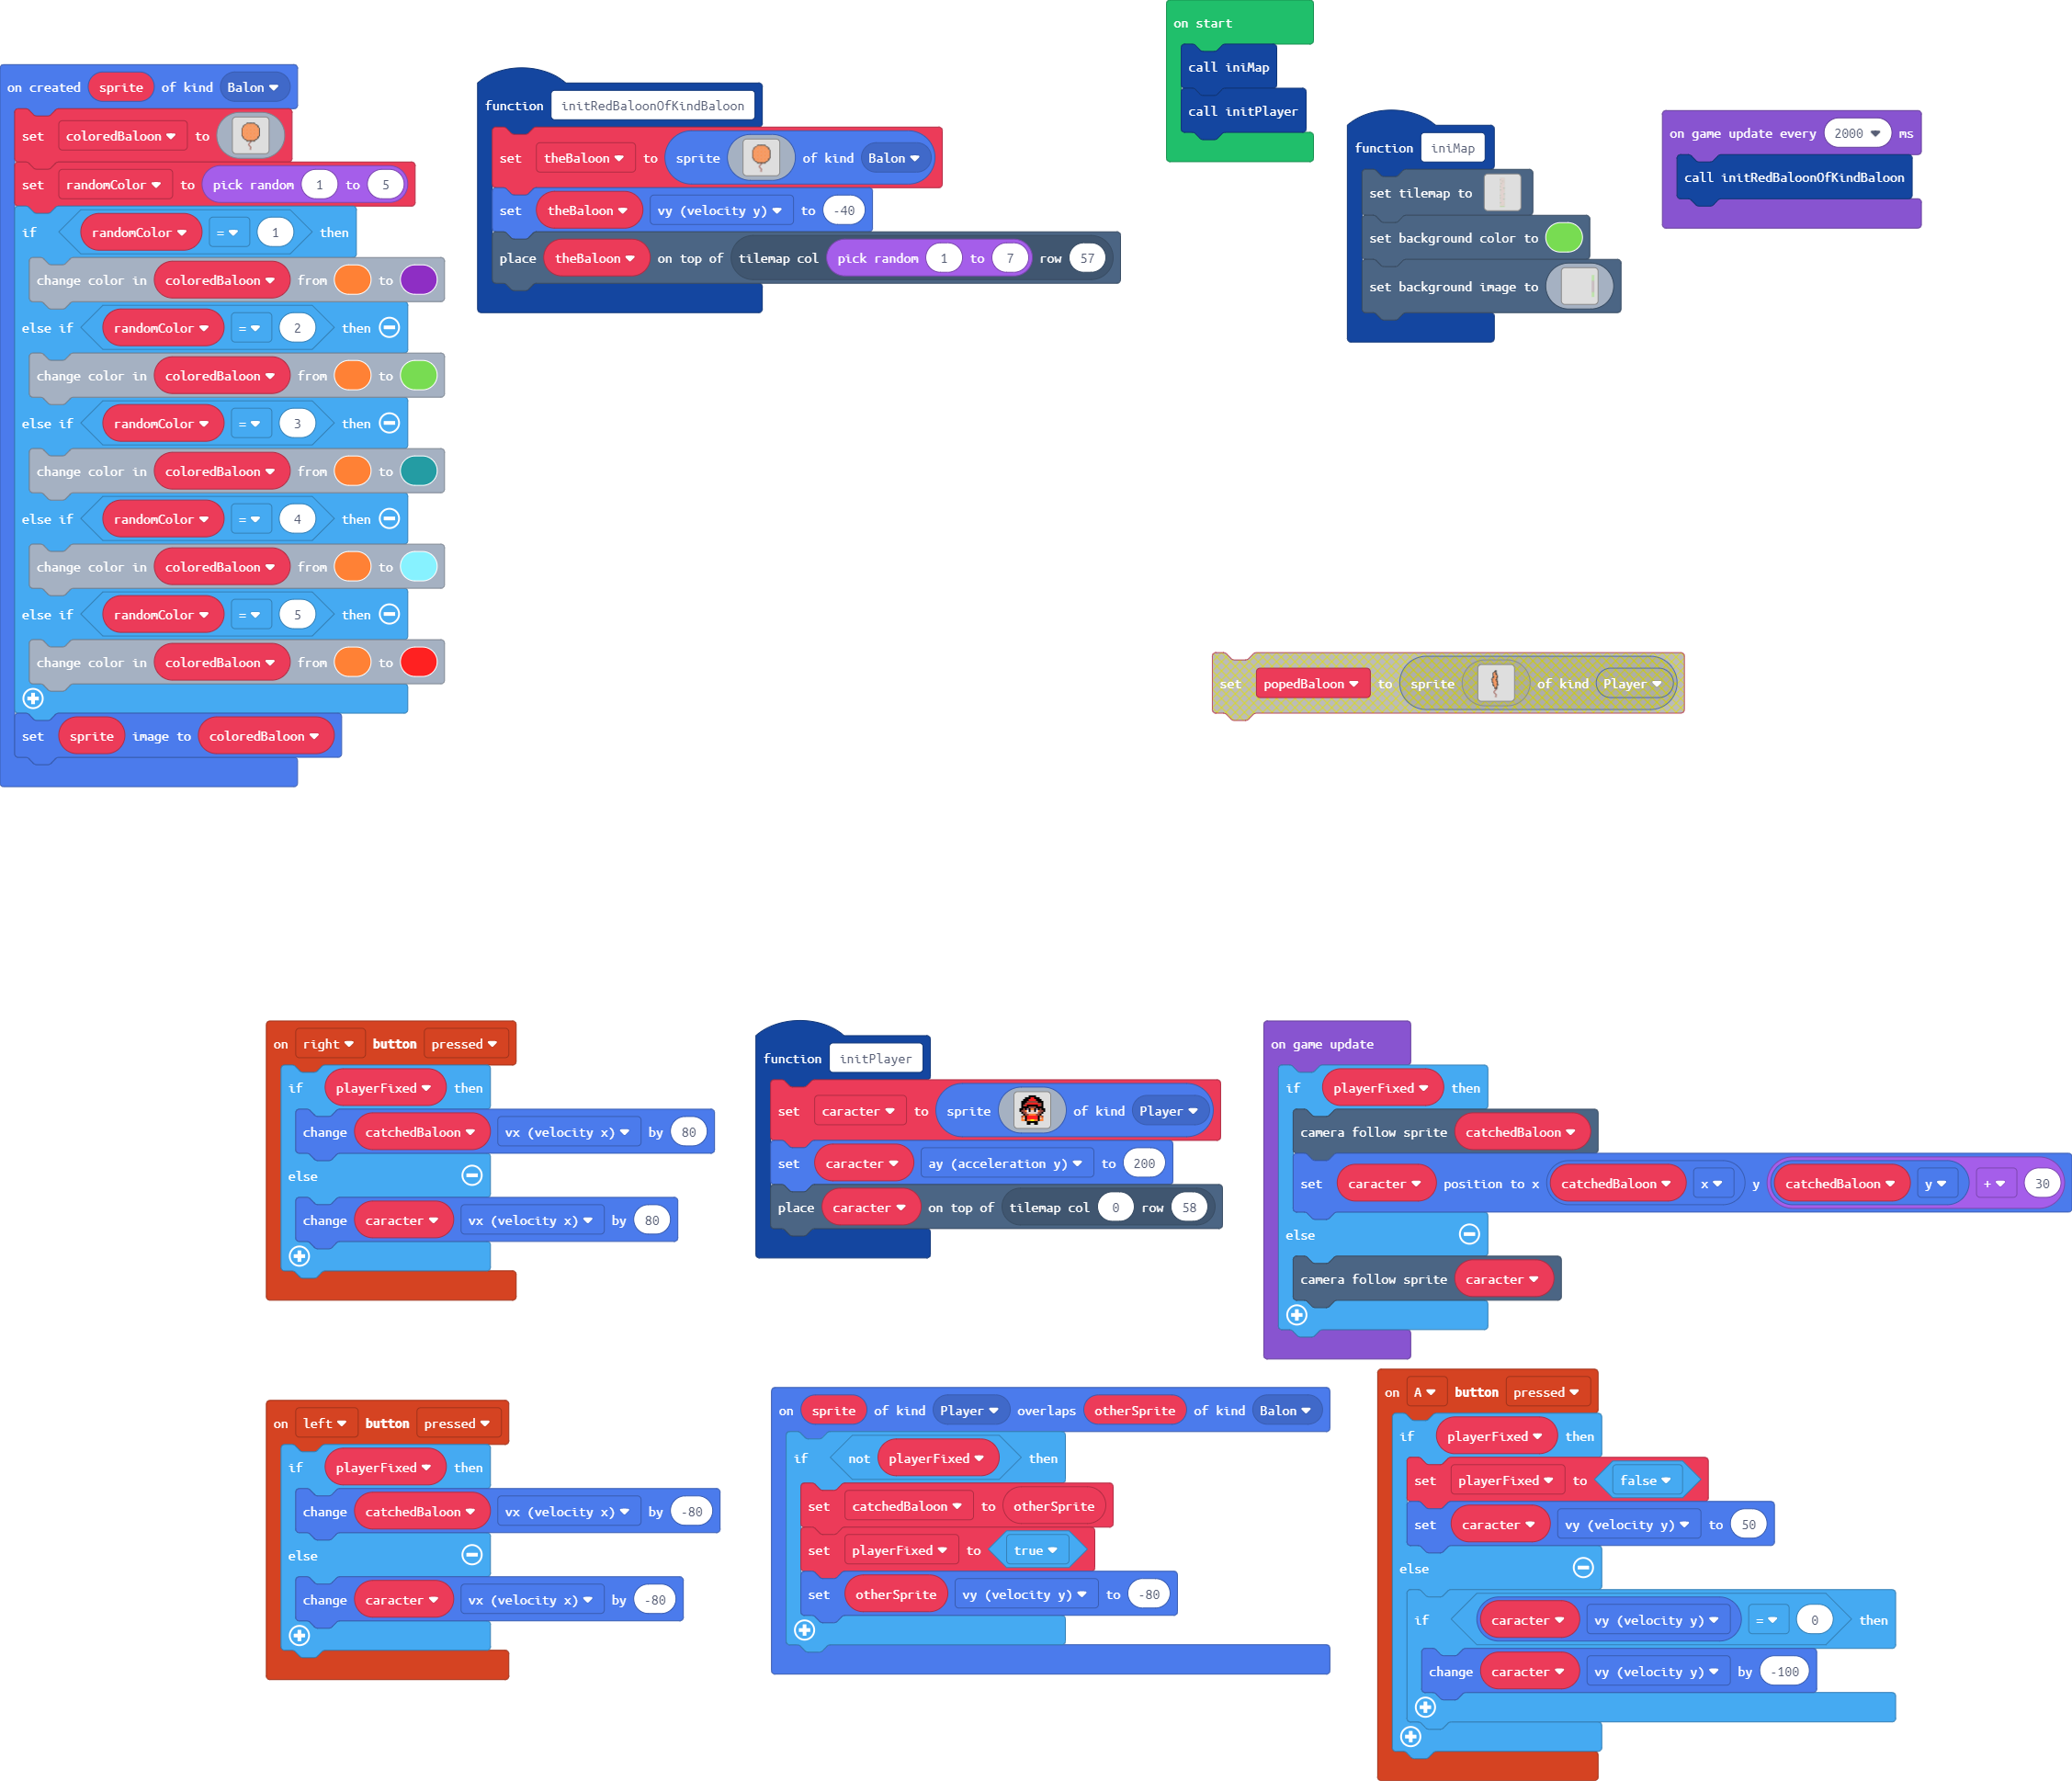 on created sprite of kind Balon
set coloredBaloon to
set randomColor to pick random 1 to 5
if randomColor = 1 then
change color in coloredBaloon from to
else if randomColor = 2 then
change color in coloredBaloon from to
else if randomColor = 3 then
change color in coloredBaloon from to
else if randomColor = 4 then
change color in coloredBaloon from to
else if randomColor = 5 then
change color in coloredBaloon from to
set sprite image to coloredBaloon
function initRedBaloonOfKindBaloon
set theBaloon to sprite of kind Balon
set theBaloon vy (velocity y) to -40
place theBaloon on top of tilemap col pick random 1 to 7 row 57
on start
call iniMap
call initPlayer
function iniMap
set tilemap to
set background color to
set background image to
on game update every 2000 ms
call initRedBaloonOfKindBaloon
set popedBaloon to sprite of kind Player
on right button pressed
if playerFixed then
change catchedBaloon vx (velocity x) by 80
else
change caracter vx (velocity x) by 80
function initPlayer
set caracter to sprite of kind Player
set caracter ay (acceleration y) to 200
place caracter on top of tilemap col 0 row 58
on game update
if playerFixed then
camera follow sprite catchedBaloon
set caracter position to x catchedBaloon x y catchedBaloon y + 30
else
camera follow sprite caracter
on left button pressed
if playerFixed then
change catchedBaloon vx (velocity x) by -80
else
change caracter vx (velocity x) by -80
on sprite of kind Player overlaps otherSprite of kind Balon
if not playerFixed then
set catchedBaloon to otherSprite
set playerFixed to true
set otherSprite vy (velocity y) to -80
on A button pressed
if playerFixed then
set playerFixed to false
set caracter vy (velocity y) to 50
else
if caracter vy (velocity y) = 0 then
change caracter vy (velocity y) by -100